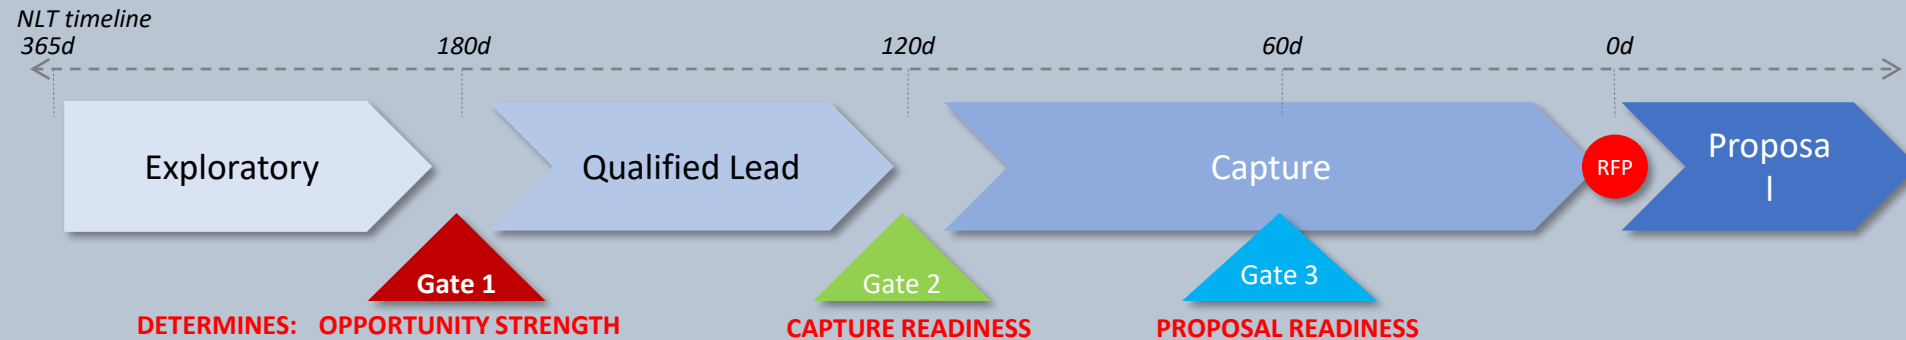 NLT timeline
365d
180d
120d
60d
0d
Exploratory
Qualified Lead
Capture
RFP
Proposa
l
Gate 1
Gate 2
Gate 3
DETERMINES: OPPORTUNITY STRENGTH
CAPTURE READINESS
PROPOSAL READINESS